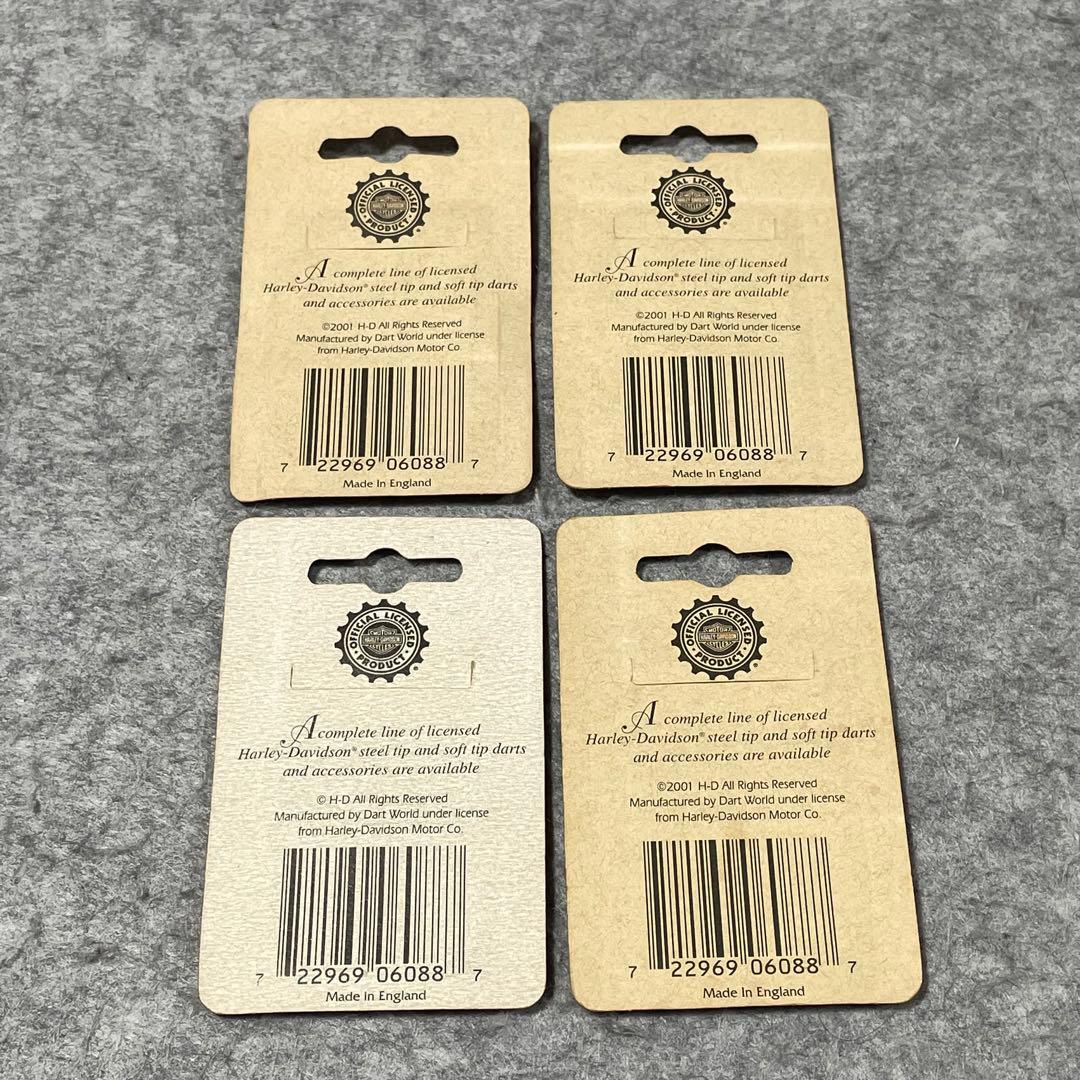 OFFICIAL LICENSED PRODUCT
HARLEY-DAVIDSON
CYCLES
A complete line of licensed
Harley-Davidson® steel tip and soft tip darts
and accessories are available
©2001 H-D All Rights Reserved
Manufactured by Dart World under license
from Harley-Davidson Motor Co.
7 22969 06088 7
Made In England
OFFICIAL LICENSED PRODUCT
HARLEY-DAVIDSON
CYCLES
A complete line of licensed
Harley-Davidson® steel tip and soft tip darts
and accessories are available
©2001 H-D All Rights Reserved
Manufactured by Dart World under license
from Harley-Davidson Motor Co.
7 22969 06088 7
Made In England
OFFICIAL LICENSED PRODUCT ®
MOTOR
HARLEY-DAVIDSON
CYCLES
A complete line of licensed
Harley-Davidson® steel tip and soft tip darts
and accessories are available
© H-D All Rights Reserved
Manufactured by Dart World under license
from Harley-Davidson Motor Co.
7 22969 06088 7
Made In England
OFFICIAL LICENSED PRODUCT ®
MOTOR
HARLEY-DAVIDSON
CYCLES
A complete line of licensed
Harley-Davidson® steel tip and soft tip darts
and accessories are available
©2001 H-D All Rights Reserved
Manufactured by Dart World under license
from Harley-Davidson Motor Co.
7 22969 06088 7
Made In England